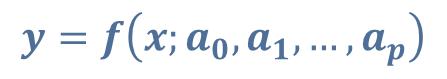 y = f(x; a₀, a₁, …, aₚ)